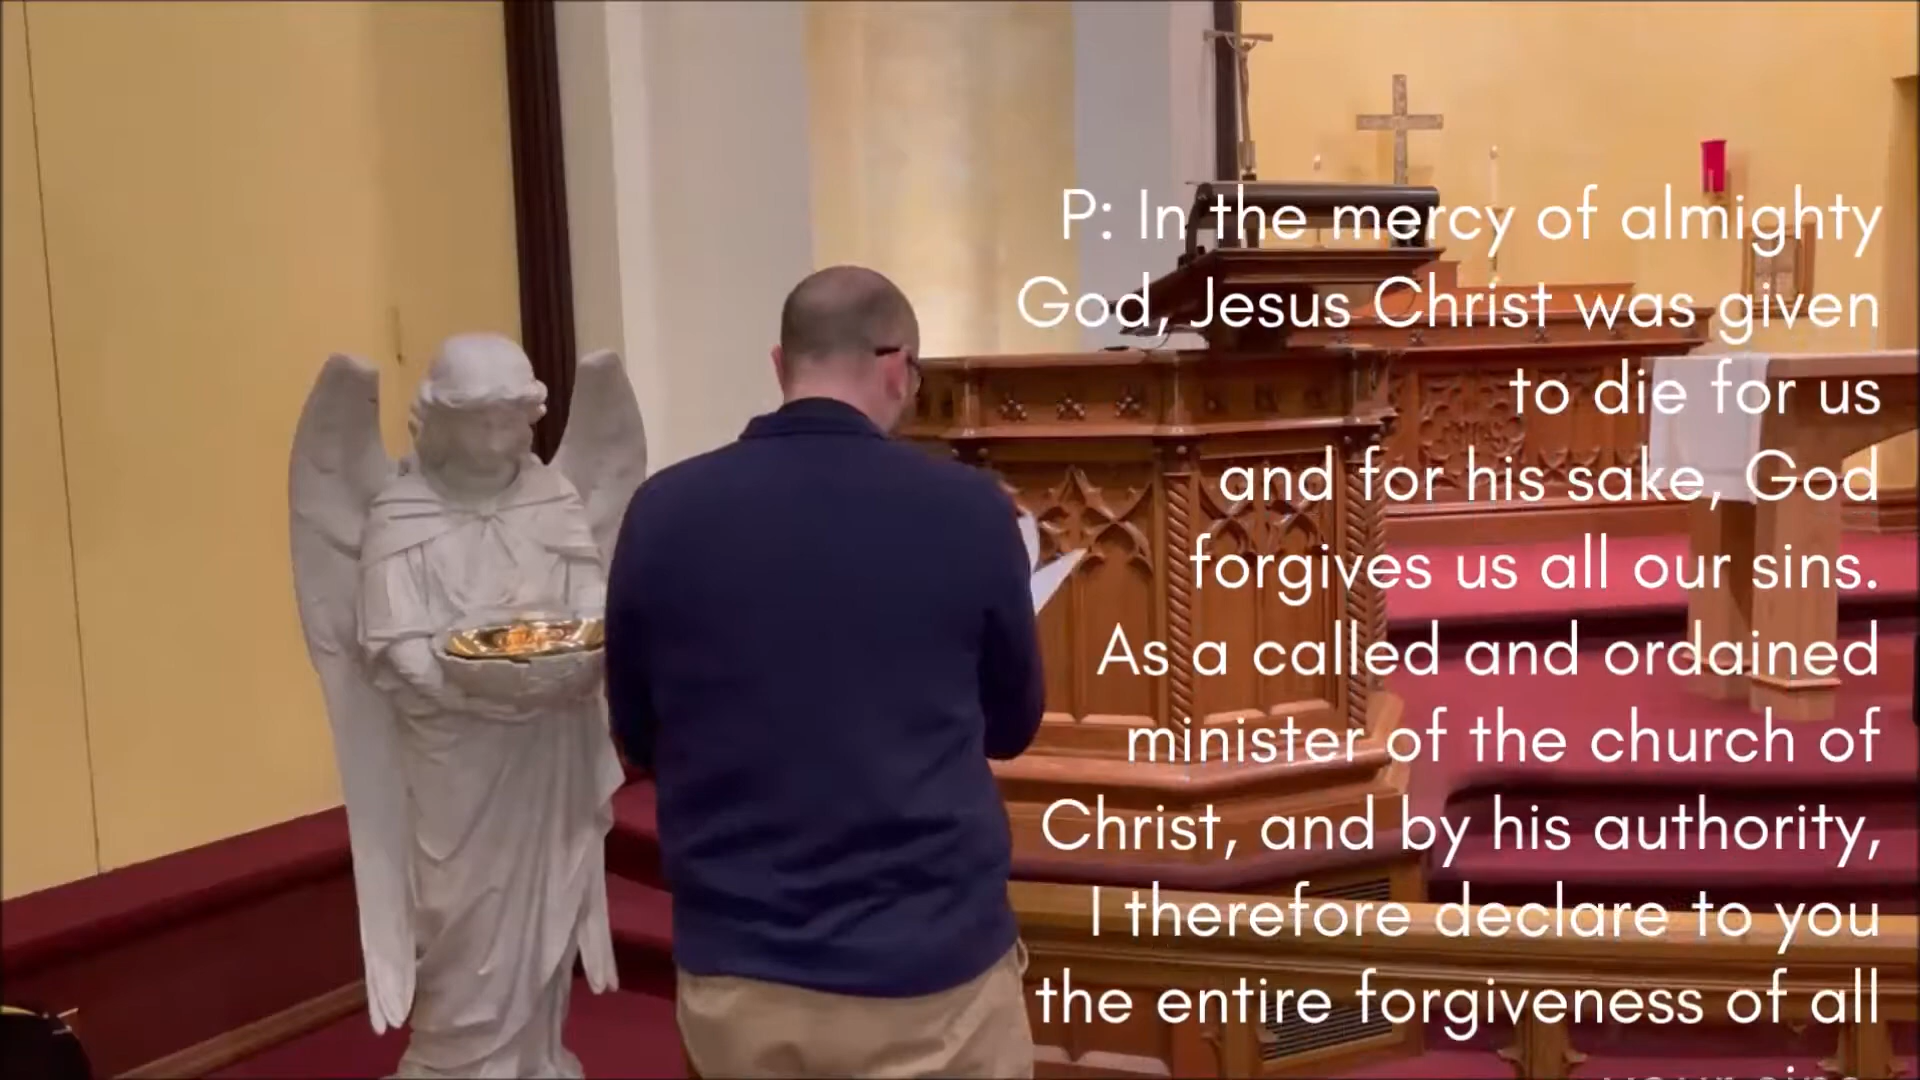 P: In the mercy of almighty
God, Jesus Christ was given
to die for us
and for his sake, God
forgives us all our sins.
As a called and ordained
minister of the church of
Christ, and by his authority,
I therefore declare to you
the entire forgiveness of all
your sins